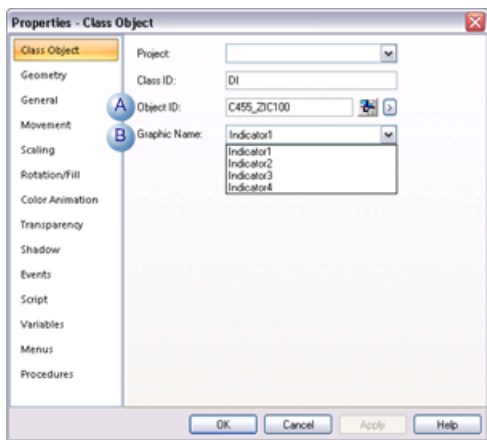 Properties - Class Object
Class Object
Geometry
General
Movement
Scaling
Rotation/Fill
Color Animation
Transparency
Shadow
Events
Script
Variables
Menus
Procedures
Project:
Class ID: DI
A Object ID: C455_ZIC100
B Graphic Name: Indicator1
Indicator1
Indicator2
Indicator3
Indicator4
OK Cancel Apply Help